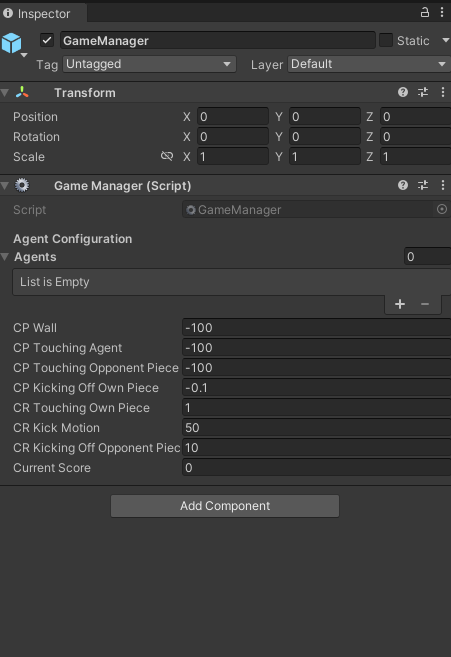 Inspector
GameManager Static
Tag Untagged Layer Default
Transform
Position X 0 Y 0 Z 0
Rotation X 0 Y 0 Z 0
Scale X 1 Y 1 Z 1
Game Manager (Script)
Script GameManager
Agent Configuration
Agents 0
List is Empty
CP Wall -100
CP Touching Agent -100
CP Touching Opponent Piece -100
CP Kicking Off Own Piece -0.1
CR Touching Own Piece 1
CR Kick Motion 50
CR Kicking Off Opponent Piec 10
Current Score 0
Add Component